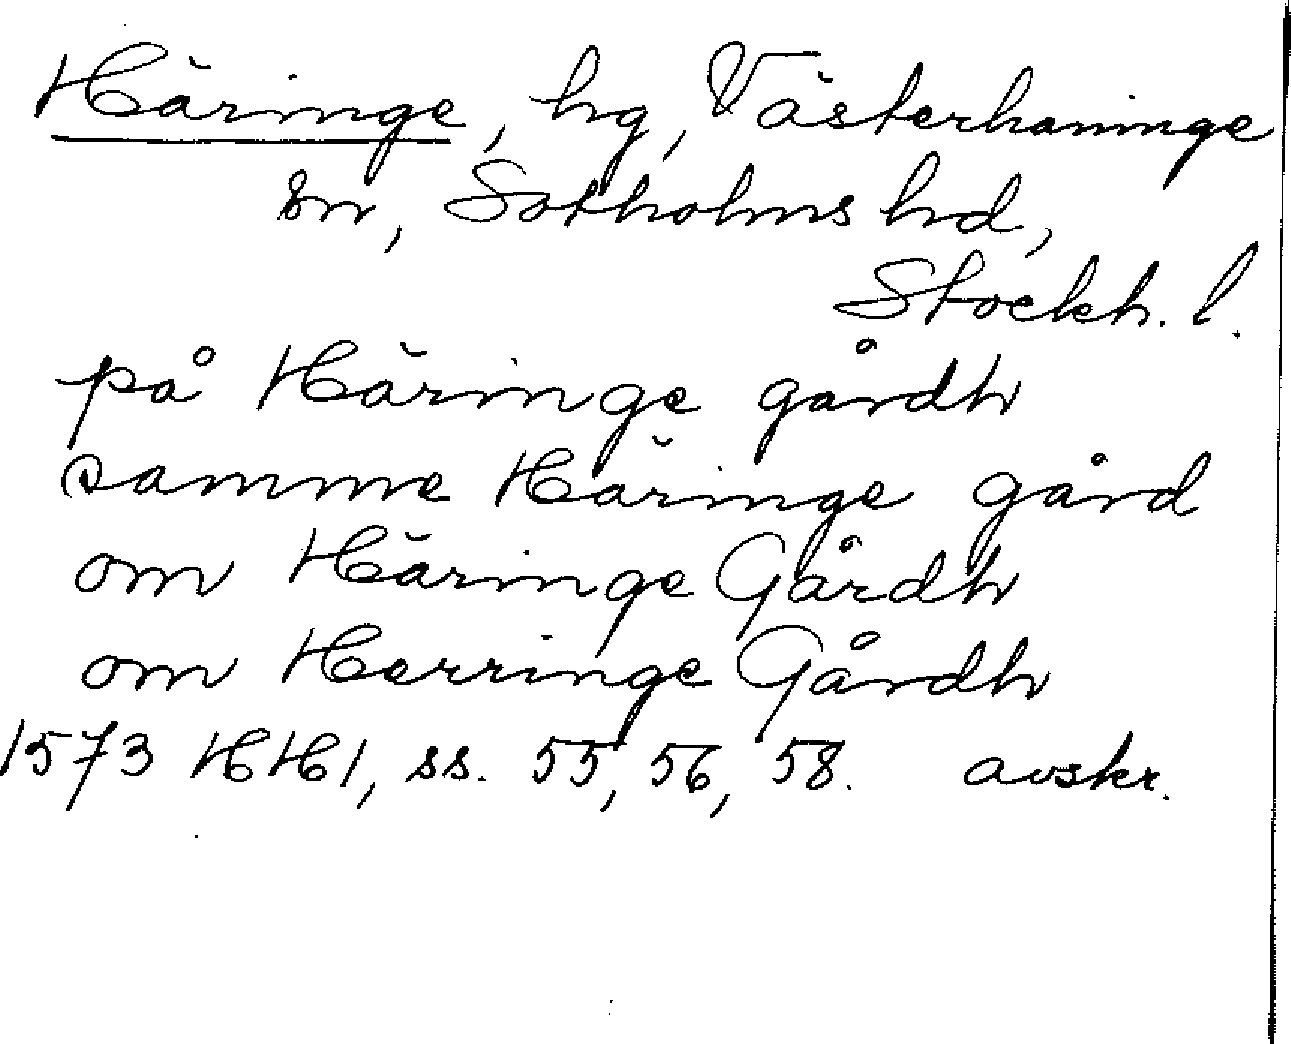 Häringe, hg, Västerhaninge
sn, Sotholms hd,
Stockh. l.
på Häringe gårdh
samme Häringe gård
om Häringe Gårdh
om Herringe Gårdh
1573 HH1, ss. 55, 56, 58. avskr.